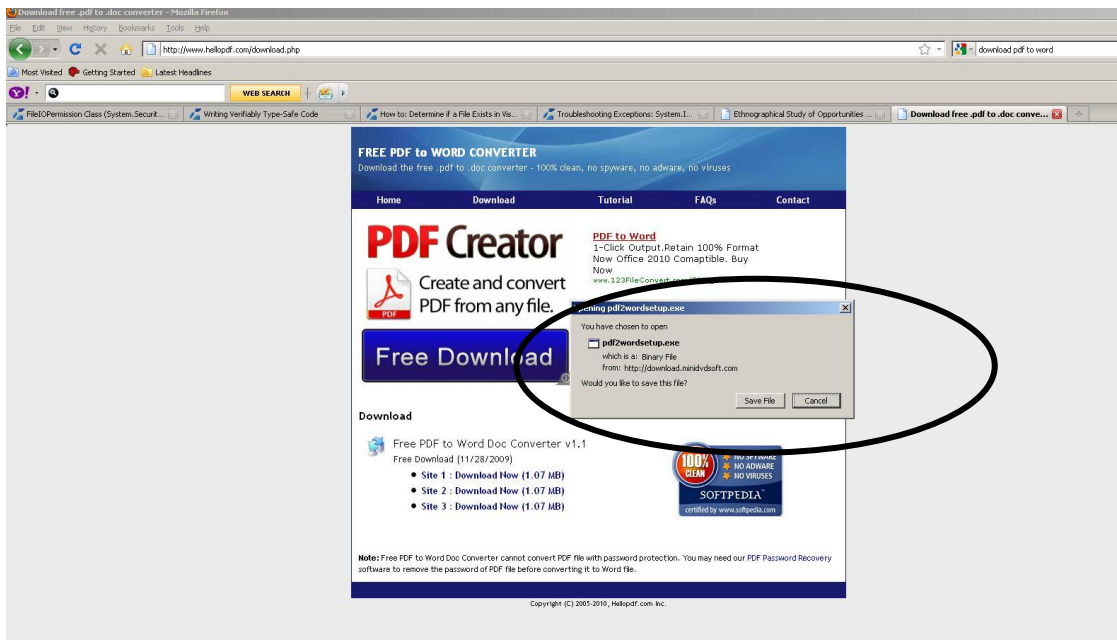 Download free .pdf to .doc converter - Mozilla Firefox
File Edit View History Bookmarks Tools Help
http://www.hellopdf.com/download.php
download pdf to word
Most Visited Getting Started Latest Headlines
WEB SEARCH
FileIOPermission Class (System.Securit... Writing Verifiably Type-Safe Code How to: Determine if a File Exists in Vis... Troubleshooting Exceptions: System.I... Ethnographical Study of Opportunities ... Download free .pdf to .doc conve...
FREE PDF to WORD CONVERTER
Download the free .pdf to .doc converter - 100% clean, no spyware, no adware, no viruses
Home Download Tutorial FAQs Contact
PDF Creator
Create and convert
PDF from any file.
PDF
Free Download
PDF to Word
1-Click Output.Retain 100% Format
Now Office 2010 Comaptible. Buy
Now
pdf2wordsetup.exe
You have chosen to open
pdf2wordsetup.exe
which is a: Binary File
from: http://download.minidvdsoft.com
Would you like to save this file?
Save File Cancel
Download
Free PDF to Word Doc Converter v1.1
Free Download (11/28/2009)
Site 1 : Download Now (1.07 MB)
Site 2 : Download Now (1.07 MB)
Site 3 : Download Now (1.07 MB)
100%
CLEAN
NO SPYWARE
NO ADWARE
NO VIRUSES
SOFTPEDIA
certified by www.softpedia.com
Note: Free PDF to Word Doc Converter cannot convert PDF file with password protection. You may need our PDF Password Recovery
software to remove the password of PDF file before converting it to Word file.
Copyright (C) 2005-2010, Hellopdf.com Inc.